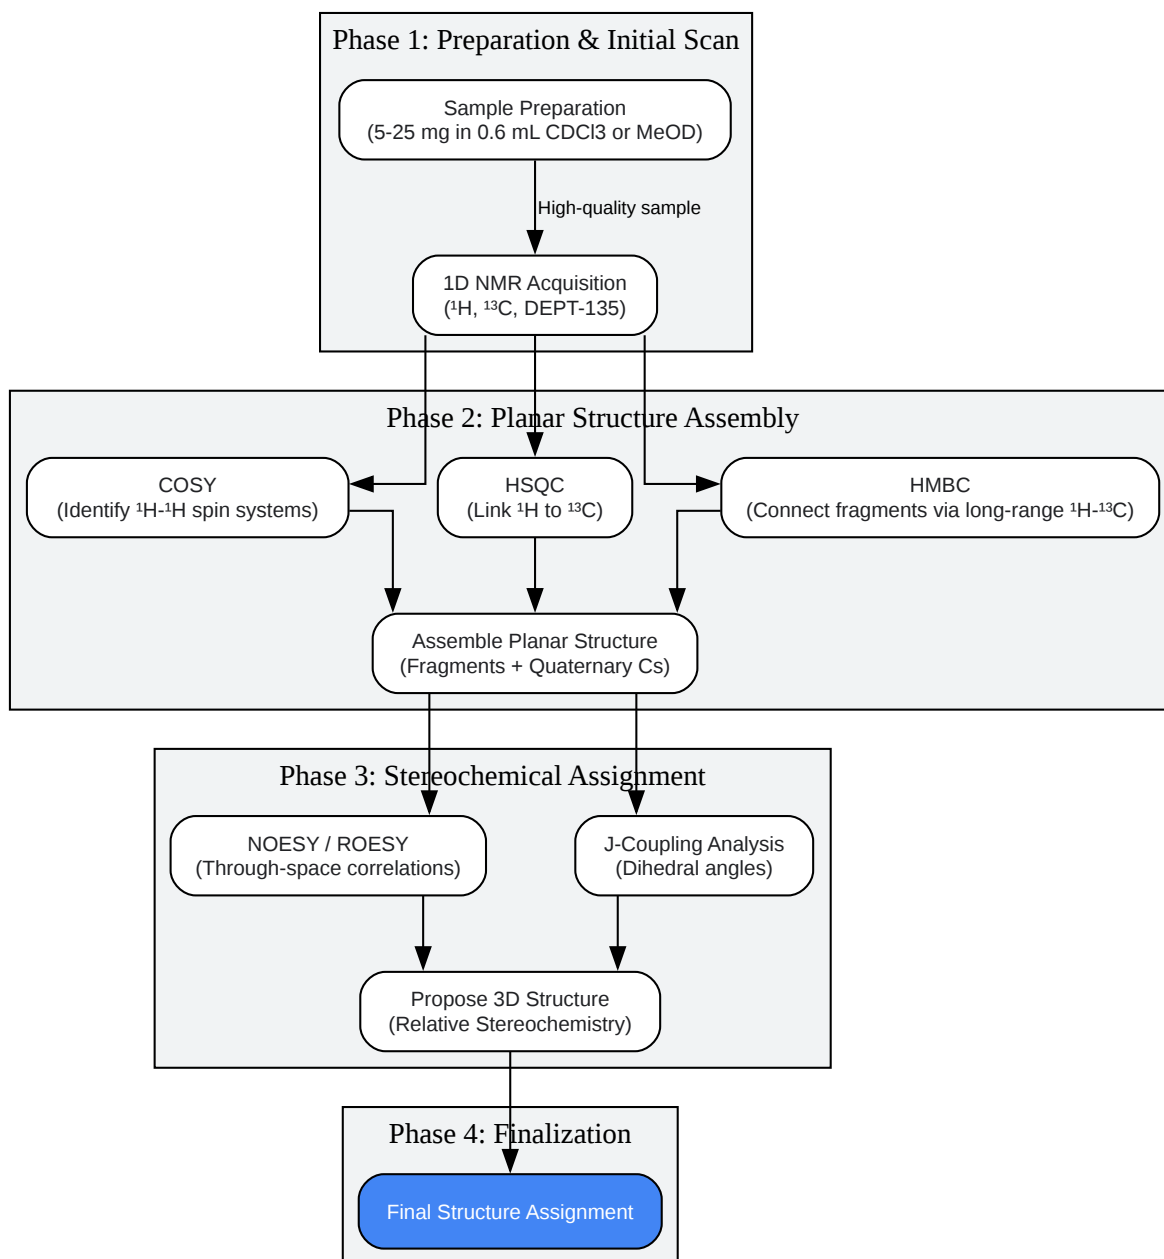 Phase 1: Preparation & Initial Scan
Sample Preparation
(5-25 mg in 0.6 mL CDCl3 or MeOD)
High-quality sample
1D NMR Acquisition
(¹H, ¹³C, DEPT-135)
Phase 2: Planar Structure Assembly
COSY
(Identify ¹H-¹H spin systems)
HSQC
(Link ¹H to ¹³C)
HMBC
(Connect fragments via long-range ¹H-¹³C)
Assemble Planar Structure
(Fragments + Quaternary Cs)
Phase 3: Stereochemical Assignment
NOESY / ROESY
(Through-space correlations)
J-Coupling Analysis
(Dihedral angles)
Propose 3D Structure
(Relative Stereochemistry)
Phase 4: Finalization
Final Structure Assignment